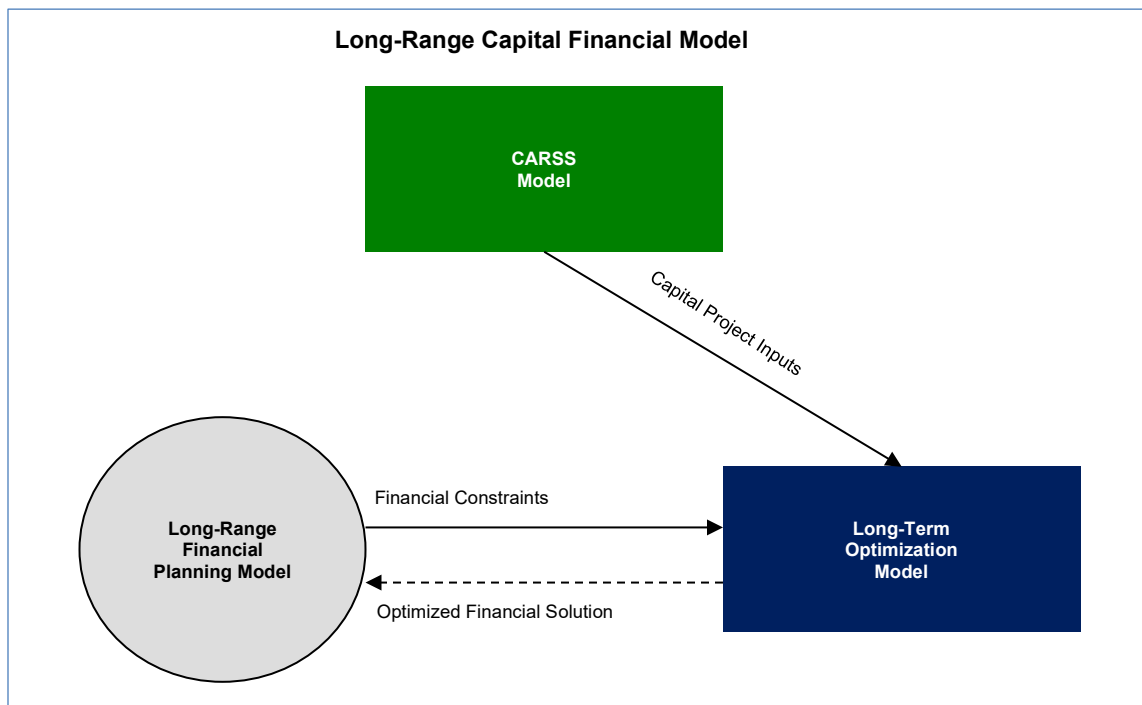 Long-Range Capital Financial Model
CARSS
Model
Capital Project Inputs
Financial Constraints
Long-Range
Financial
Planning Model
Long-Term
Optimization
Model
Optimized Financial Solution